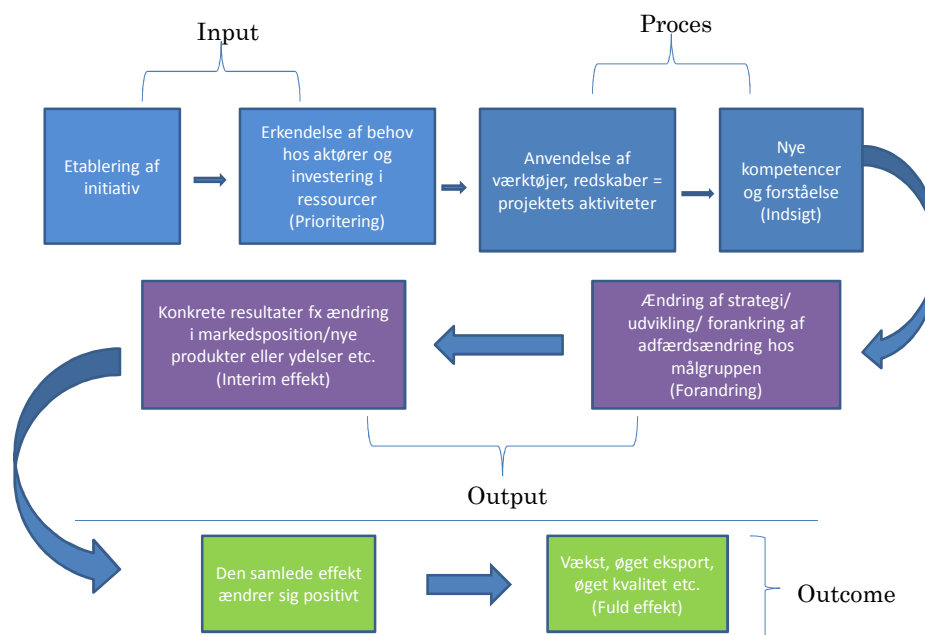 Input
Proces
Etablering af
initiativ
Erkendelse af behov
hos aktører og
investering i
ressourcer
(Prioritering)
Anvendelse af
værktøjer, redskaber =
projektets aktiviteter
Nye
kompetencer
og forståelse
(Indsigt)
Konkrete resultater fx ændring
i markedsposition/nye
produkter eller ydelser etc.
(Interim effekt)
Ændring af strategi/
udvikling/ forankring af
adfærdsændring hos
målgruppen
(Forandring)
Output
Den samlede effekt
ændrer sig positivt
Vækst, øget eksport,
øget kvalitet etc.
(Fuld effekt)
Outcome